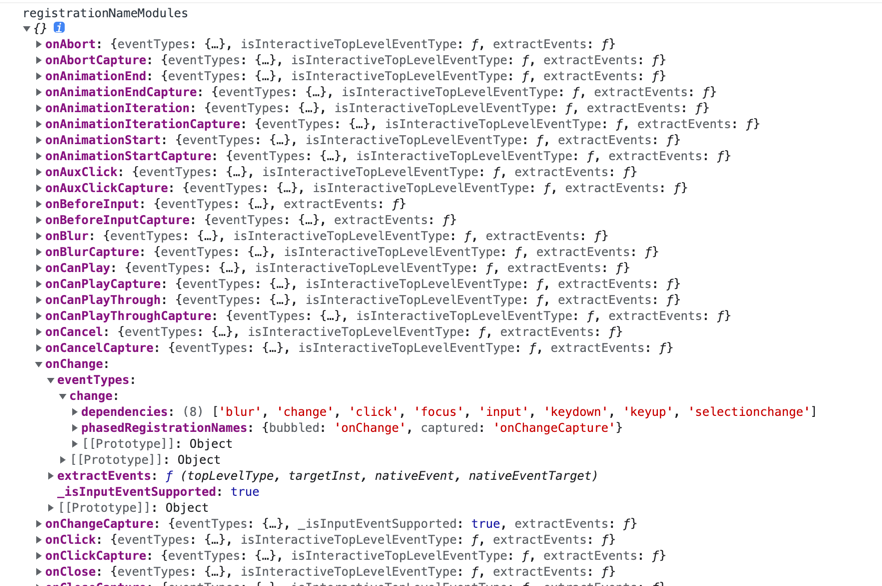 registrationNameModules
{} i
onAbort: {eventTypes: {…}, isInteractiveTopLevelEventType: ƒ, extractEvents: ƒ}
onAbortCapture: {eventTypes: {…}, isInteractiveTopLevelEventType: ƒ, extractEvents: ƒ}
onAnimationEnd: {eventTypes: {…}, isInteractiveTopLevelEventType: ƒ, extractEvents: ƒ}
onAnimationEndCapture: {eventTypes: {…}, isInteractiveTopLevelEventType: ƒ, extractEvents: ƒ}
onAnimationIteration: {eventTypes: {…}, isInteractiveTopLevelEventType: ƒ, extractEvents: ƒ}
onAnimationIterationCapture: {eventTypes: {…}, isInteractiveTopLevelEventType: ƒ, extractEvents: ƒ}
onAnimationStart: {eventTypes: {…}, isInteractiveTopLevelEventType: ƒ, extractEvents: ƒ}
onAnimationStartCapture: {eventTypes: {…}, isInteractiveTopLevelEventType: ƒ, extractEvents: ƒ}
onAuxClick: {eventTypes: {…}, isInteractiveTopLevelEventType: ƒ, extractEvents: ƒ}
onAuxClickCapture: {eventTypes: {…}, isInteractiveTopLevelEventType: ƒ, extractEvents: ƒ}
onBeforeInput: {eventTypes: {…}, extractEvents: ƒ}
onBeforeInputCapture: {eventTypes: {…}, extractEvents: ƒ}
onBlur: {eventTypes: {…}, isInteractiveTopLevelEventType: ƒ, extractEvents: ƒ}
onBlurCapture: {eventTypes: {…}, isInteractiveTopLevelEventType: ƒ, extractEvents: ƒ}
onCanPlay: {eventTypes: {…}, isInteractiveTopLevelEventType: ƒ, extractEvents: ƒ}
onCanPlayCapture: {eventTypes: {…}, isInteractiveTopLevelEventType: ƒ, extractEvents: ƒ}
onCanPlayThrough: {eventTypes: {…}, isInteractiveTopLevelEventType: ƒ, extractEvents: ƒ}
onCanPlayThroughCapture: {eventTypes: {…}, isInteractiveTopLevelEventType: ƒ, extractEvents: ƒ}
onCancel: {eventTypes: {…}, isInteractiveTopLevelEventType: ƒ, extractEvents: ƒ}
onCancelCapture: {eventTypes: {…}, isInteractiveTopLevelEventType: ƒ, extractEvents: ƒ}
onChange:
eventTypes:
change:
dependencies: (8) ['blur', 'change', 'click', 'focus', 'input', 'keydown', 'keyup', 'selectionchange']
phasedRegistrationNames: {bubbled: 'onChange', captured: 'onChangeCapture'}
[[Prototype]]: Object
[[Prototype]]: Object
extractEvents: ƒ (topLevelType, targetInst, nativeEvent, nativeEventTarget)
_isInputEventSupported: true
[[Prototype]]: Object
onChangeCapture: {eventTypes: {…}, _isInputEventSupported: true, extractEvents: ƒ}
onClick: {eventTypes: {…}, isInteractiveTopLevelEventType: ƒ, extractEvents: ƒ}
onClickCapture: {eventTypes: {…}, isInteractiveTopLevelEventType: ƒ, extractEvents: ƒ}
onClose: {eventTypes: {…}, isInteractiveTopLevelEventType: ƒ, extractEvents: ƒ}